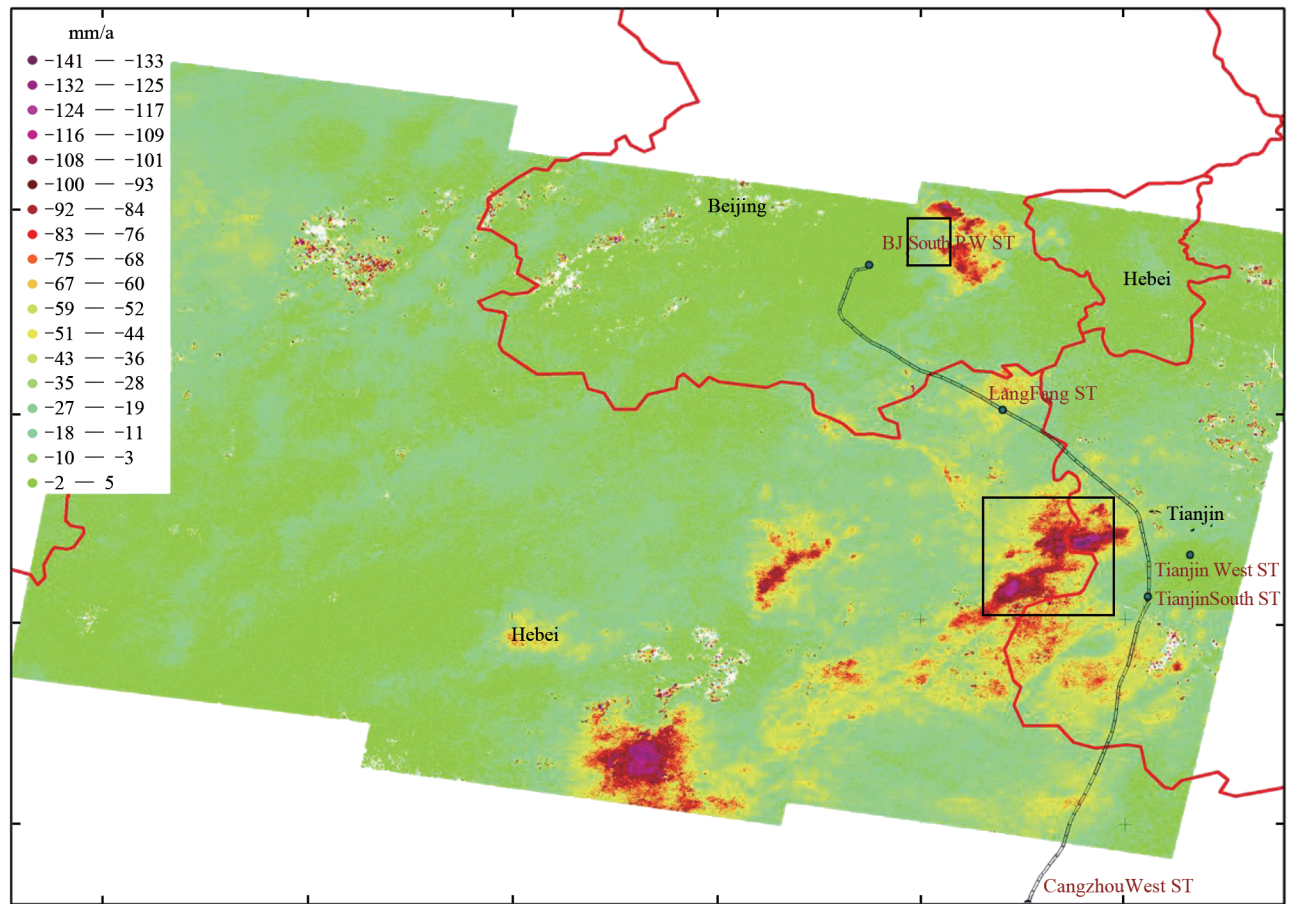 mm/a
−141 — −133
−132 — −125
−124 — −117
−116 — −109
−108 — −101
−100 — −93
−92 — −84
−83 — −76
−75 — −68
−67 — −60
−59 — −52
−51 — −44
−43 — −36
−35 — −28
−27 — −19
−18 — −11
−10 — −3
−2 — 5
Beijing
BJ South RW ST
Hebei
LangFang ST
Tianjin
Tianjin West ST
TianjinSouth ST
Hebei
CangzhouWest ST